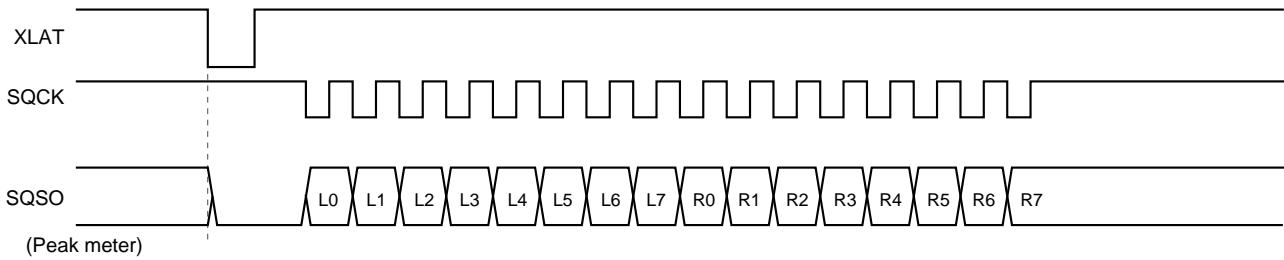 XLAT
SQCK
SQSO L0 L1 L2 L3 L4 L5 L6 L7 R0 R1 R2 R3 R4 R5 R6 R7
(Peak meter)